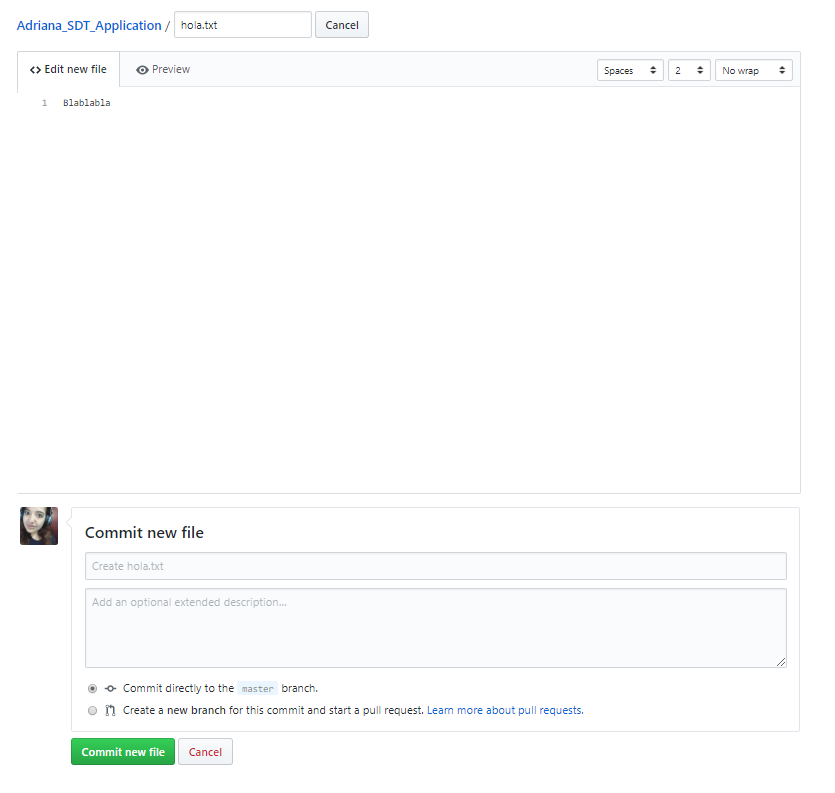 Adriana_SDT_Application / hola.txt Cancel
<> Edit new file Preview Spaces 2 No wrap
1 Blablabla
Commit new file
Create hola.txt
Add an optional extended description...
Commit directly to the master branch.
Create a new branch for this commit and start a pull request. Learn more about pull requests.
Commit new file Cancel